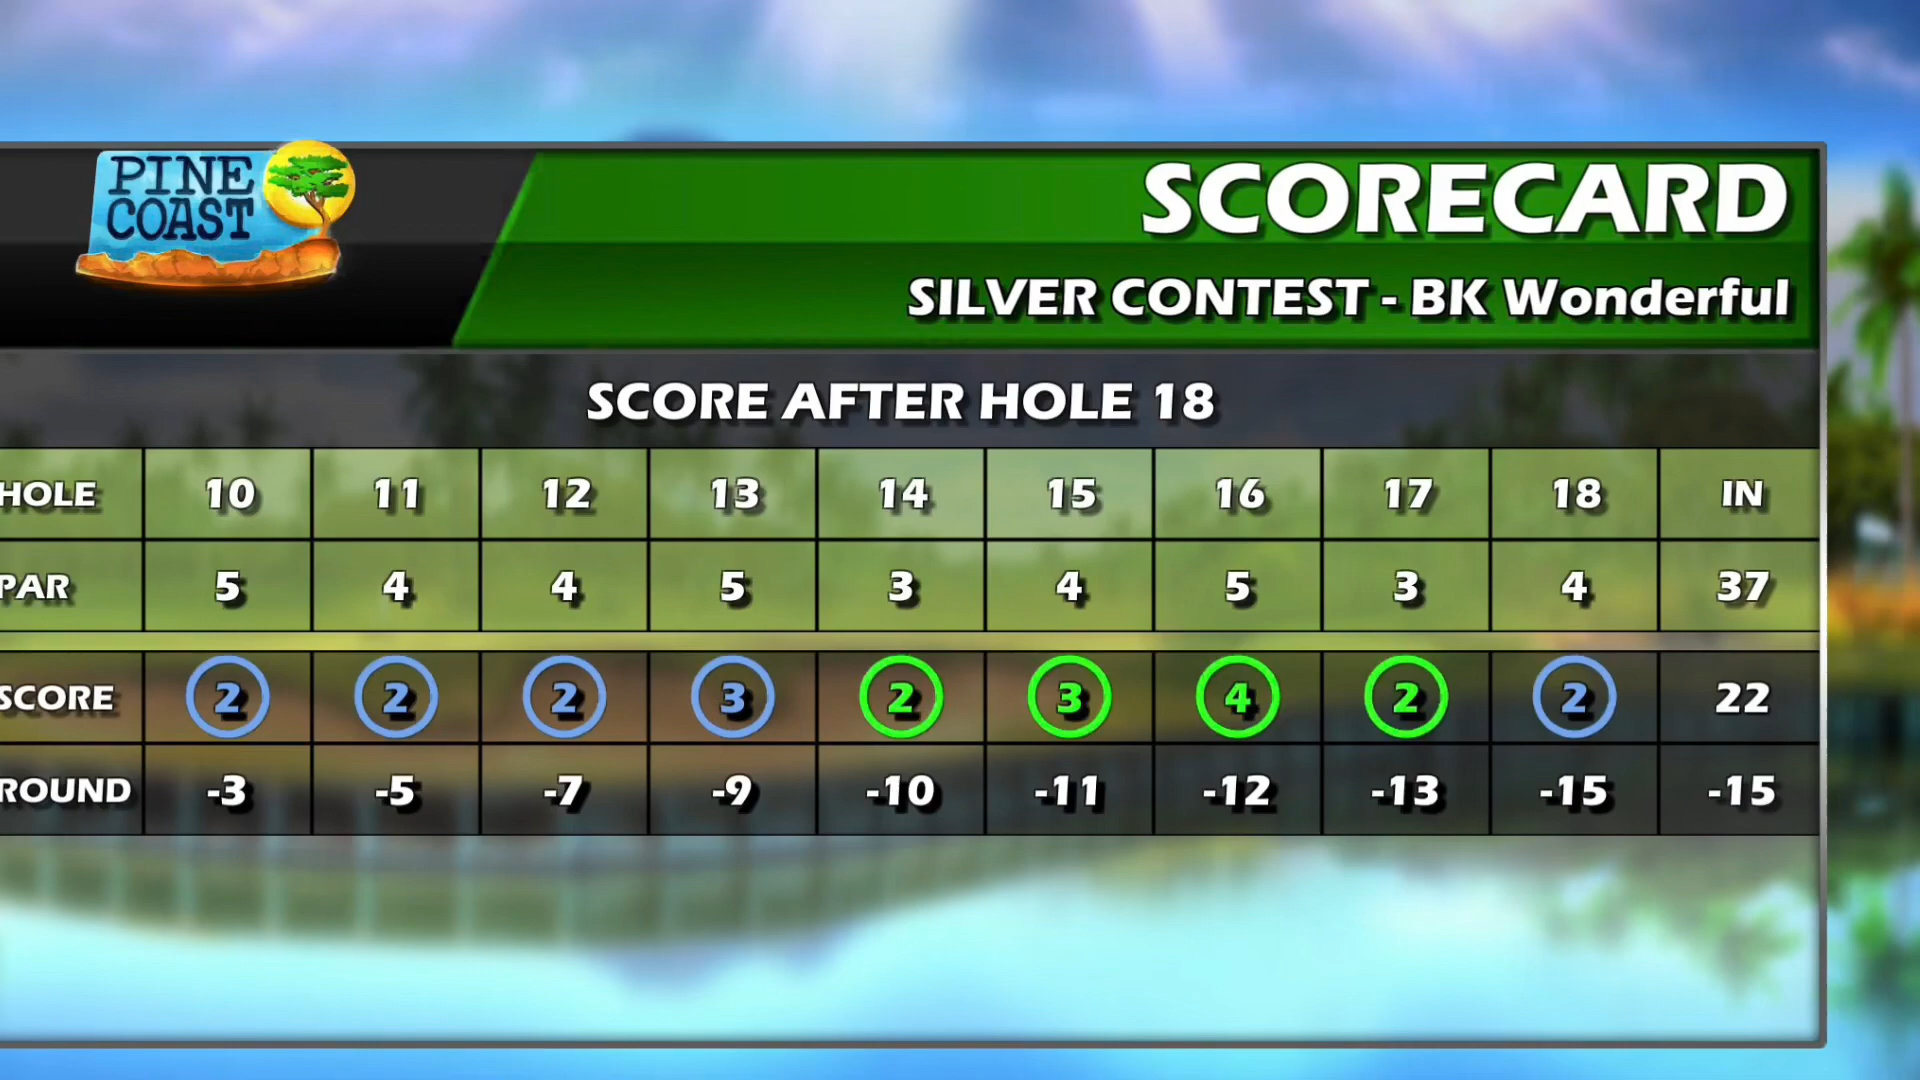 PINE
COAST
SCORECARD
SILVER CONTEST - BK Wonderful
SCORE AFTER HOLE 18
HOLE 10 11 12 13 14 15 16 17 18 IN
PAR 5 4 4 5 3 4 5 3 4 37
SCORE 2 2 2 3 2 3 4 2 2 22
ROUND -3 -5 -7 -9 -10 -11 -12 -13 -15 -15